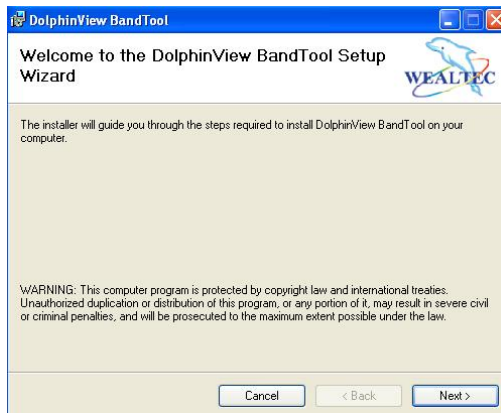 DolphinView BandTool
Welcome to the DolphinView BandTool Setup
Wizard
WEALTEC
The installer will guide you through the steps required to install DolphinView BandTool on your
computer.
WARNING: This computer program is protected by copyright law and international treaties.
Unauthorized duplication or distribution of this program, or any portion of it, may result in severe civil
or criminal penalties, and will be prosecuted to the maximum extent possible under the law.
Cancel
< Back
Next >